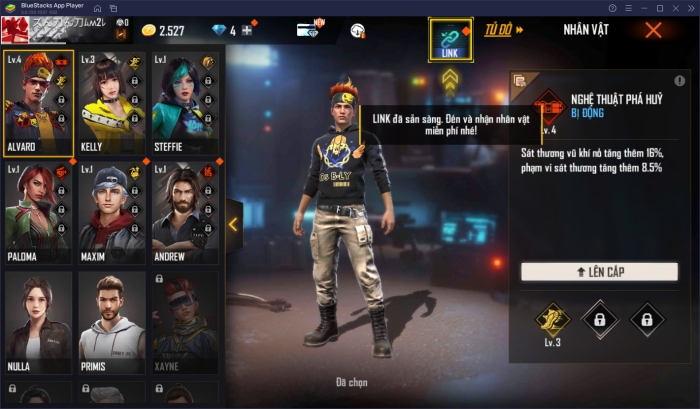 BlueStacks App Player
2.527
4
NEW
LINK
TỦ ĐỒ
NHÂN VẬT
Lv.4
ALVARO
Lv.3
KELLY
Lv.1
STEFFIE
LINK đã sẵn sàng. Đến và nhận nhân vật
miễn phí nhé!
NGHỆ THUẬT PHÁ HUỶ
BỊ ĐỘNG
Lv. 4
Sát thương vũ khí nổ tăng thêm 16%,
phạm vi sát thương tăng thêm 8.5%
Lv.1
PALOMA
Lv.1
MAXIM
Lv.1
ANDREW
LÊN CẤP
NULLA
PRIMIS
XAYNE
Lv. 3
Đã chọn